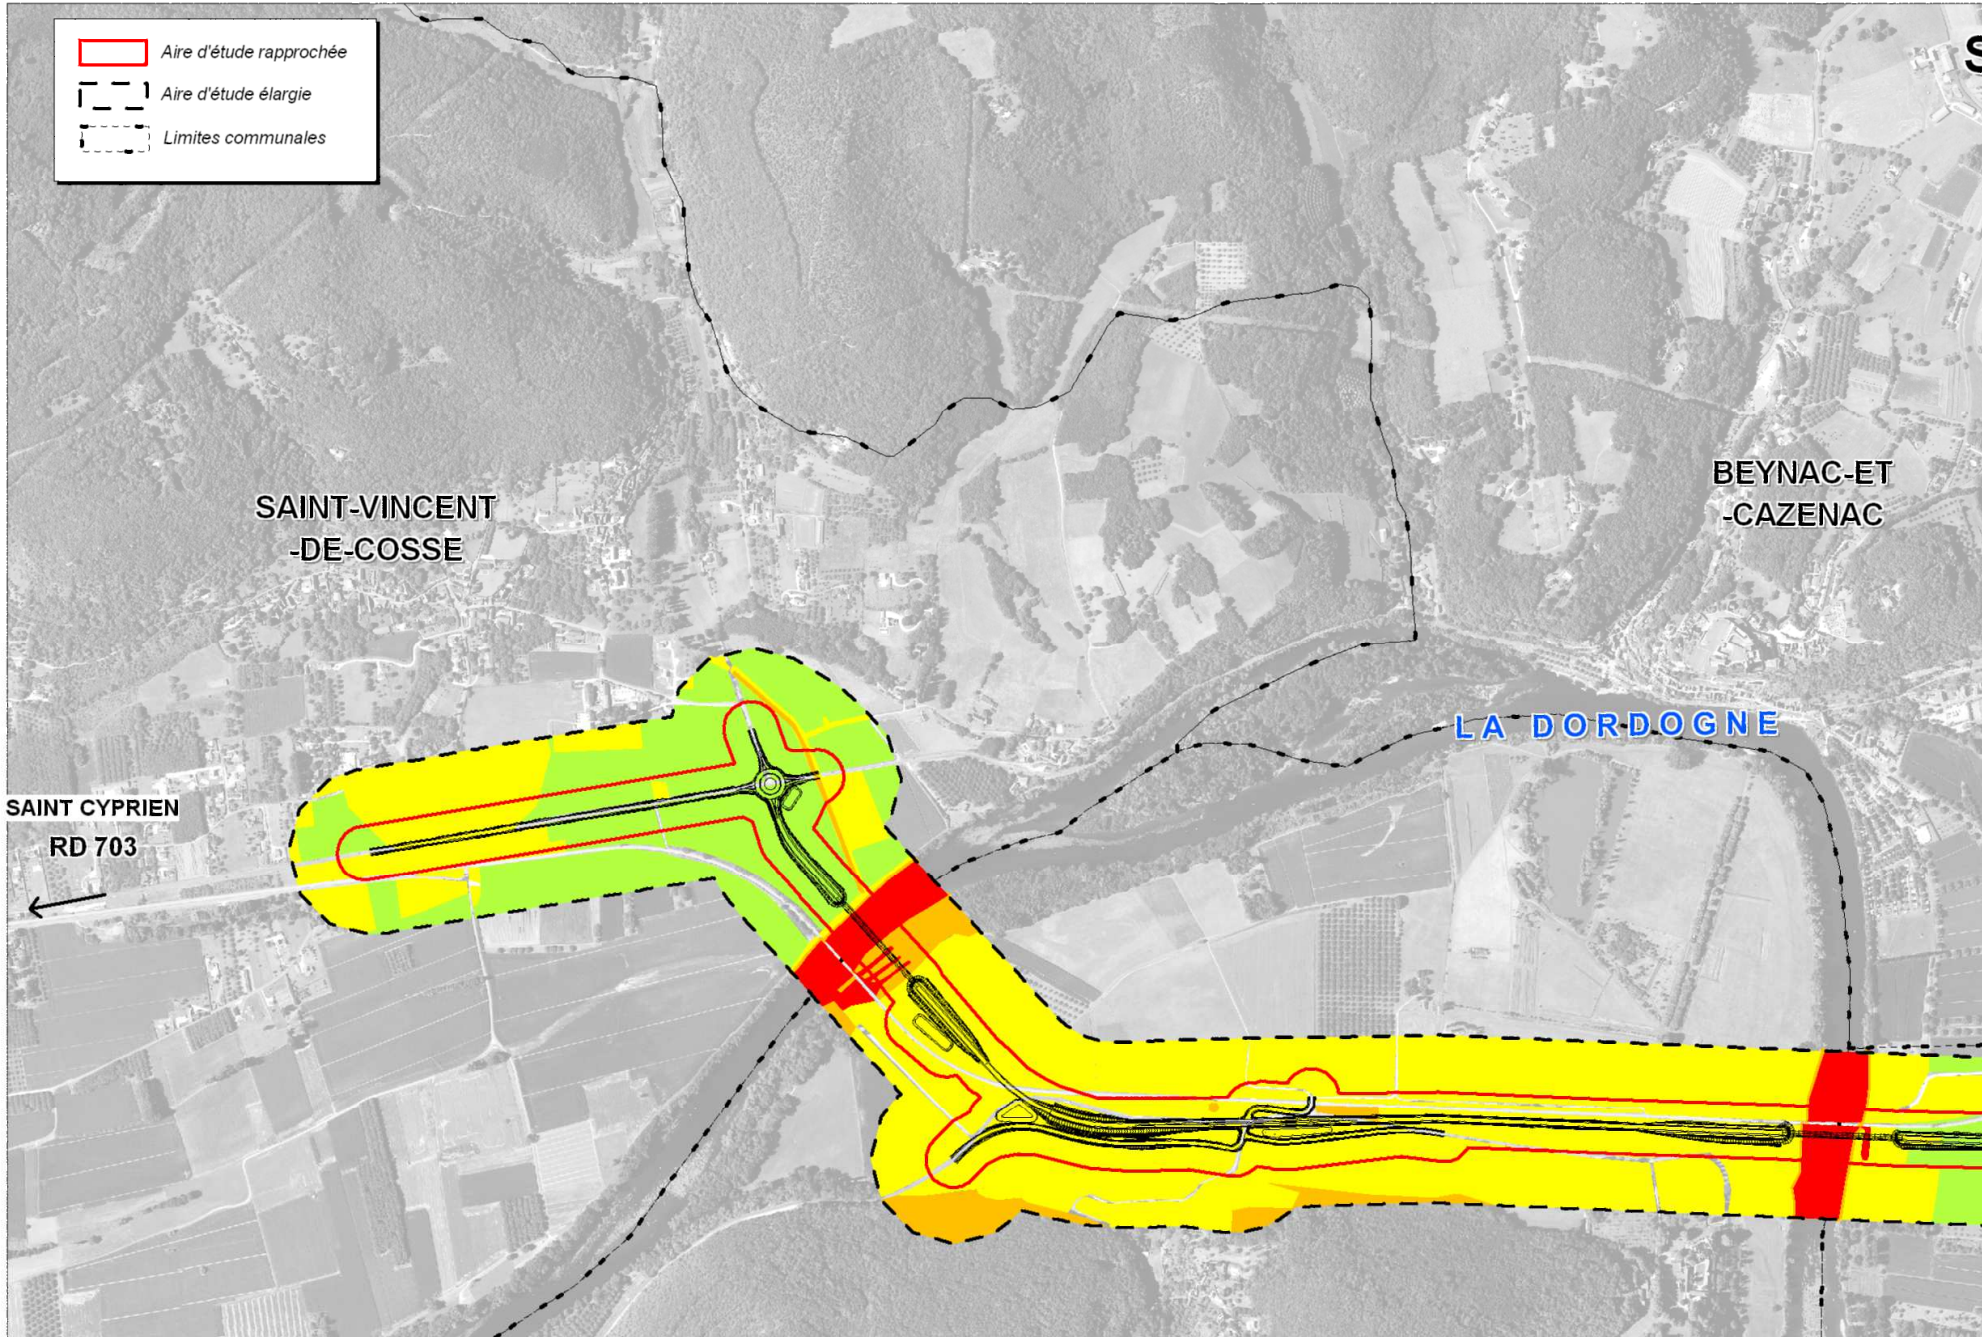 Aire d'étude rapprochée
Aire d'étude élargie
Limites communales
S
SAINT-VINCENT
-DE-COSSE
BEYNAC-ET
-CAZENAC
LA DORDOGNE
SAINT CYPRIEN
RD 703